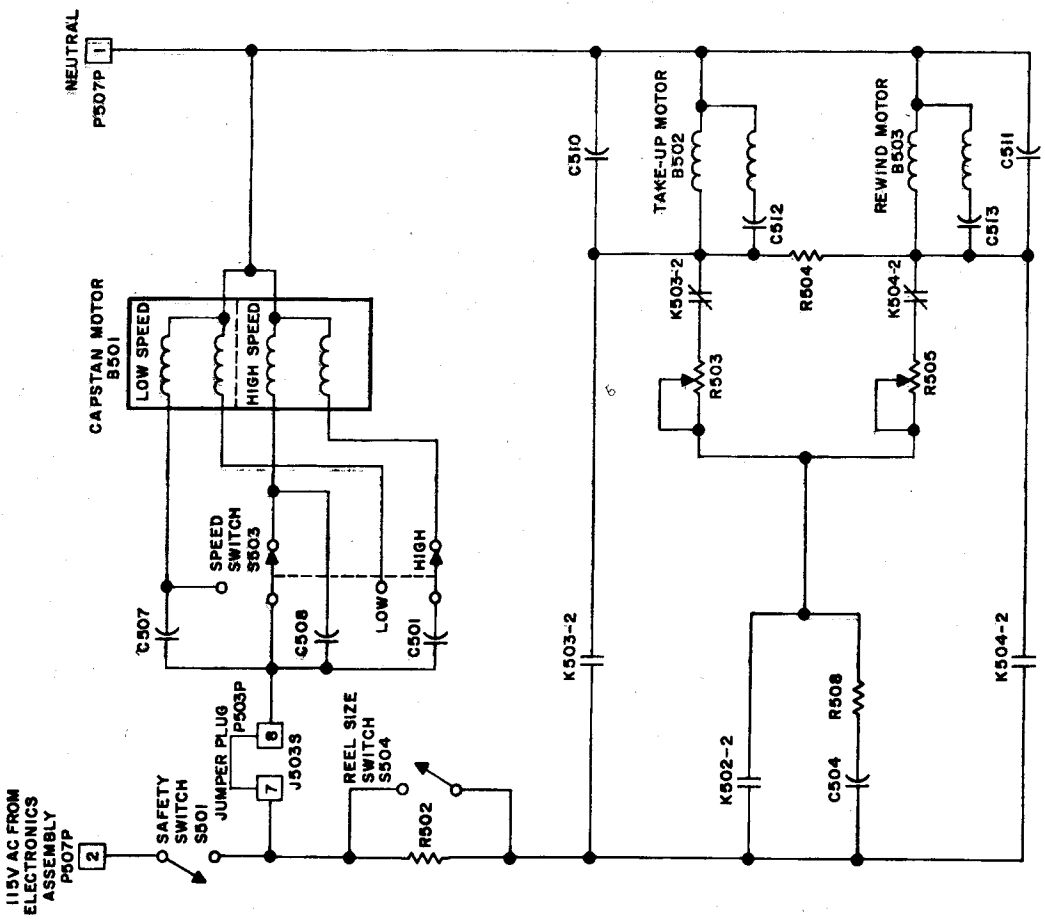 NEUTRAL
P507P
1
CAPSTAN MOTOR
B501
LOW SPEED
HIGH SPEED
SPEED
SWITCH
S503
C507
C508
LOW
HIGH
C501
115V AC FROM
ELECTRONICS
ASSEMBLY
P507P
2
SAFETY
SWITCH
S501
JUMPER PLUG
P503P
8
7
J503S
REEL SIZE
SWITCH
S504
R502
C510
TAKE-UP MOTOR
B502
C512
K503-2
R503
R504
REWIND MOTOR
B503
C511
C513
K504-2
R505
K503-2
K502-2
C504
R508
K504-2